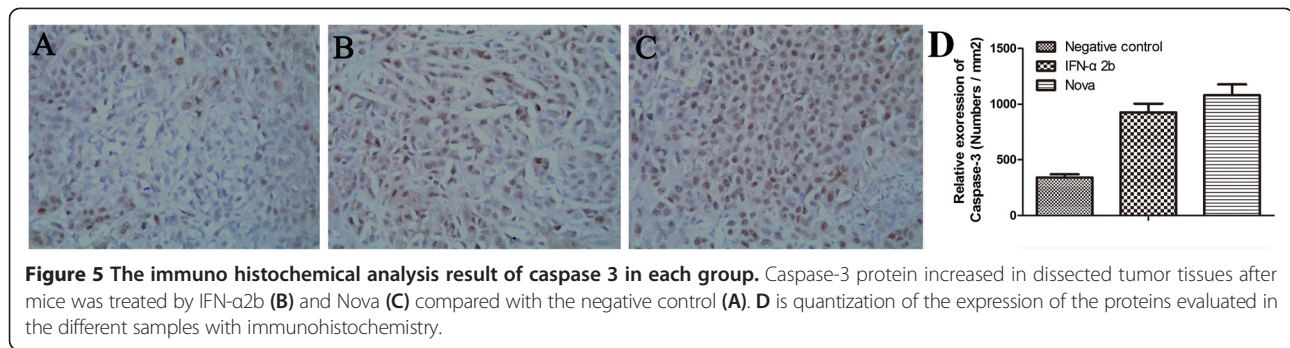 A
B
C
D
Relative exoression of
Caspase-3 (Numbers / mm2)
1500
1000
500
0
Negative control
IFN-α 2b
Nova
Figure 5 The immuno histochemical analysis result of caspase 3 in each group. Caspase-3 protein increased in dissected tumor tissues after
mice was treated by IFN-α2b (B) and Nova (C) compared with the negative control (A). D is quantization of the expression of the proteins evaluated in
the different samples with immunohistochemistry.